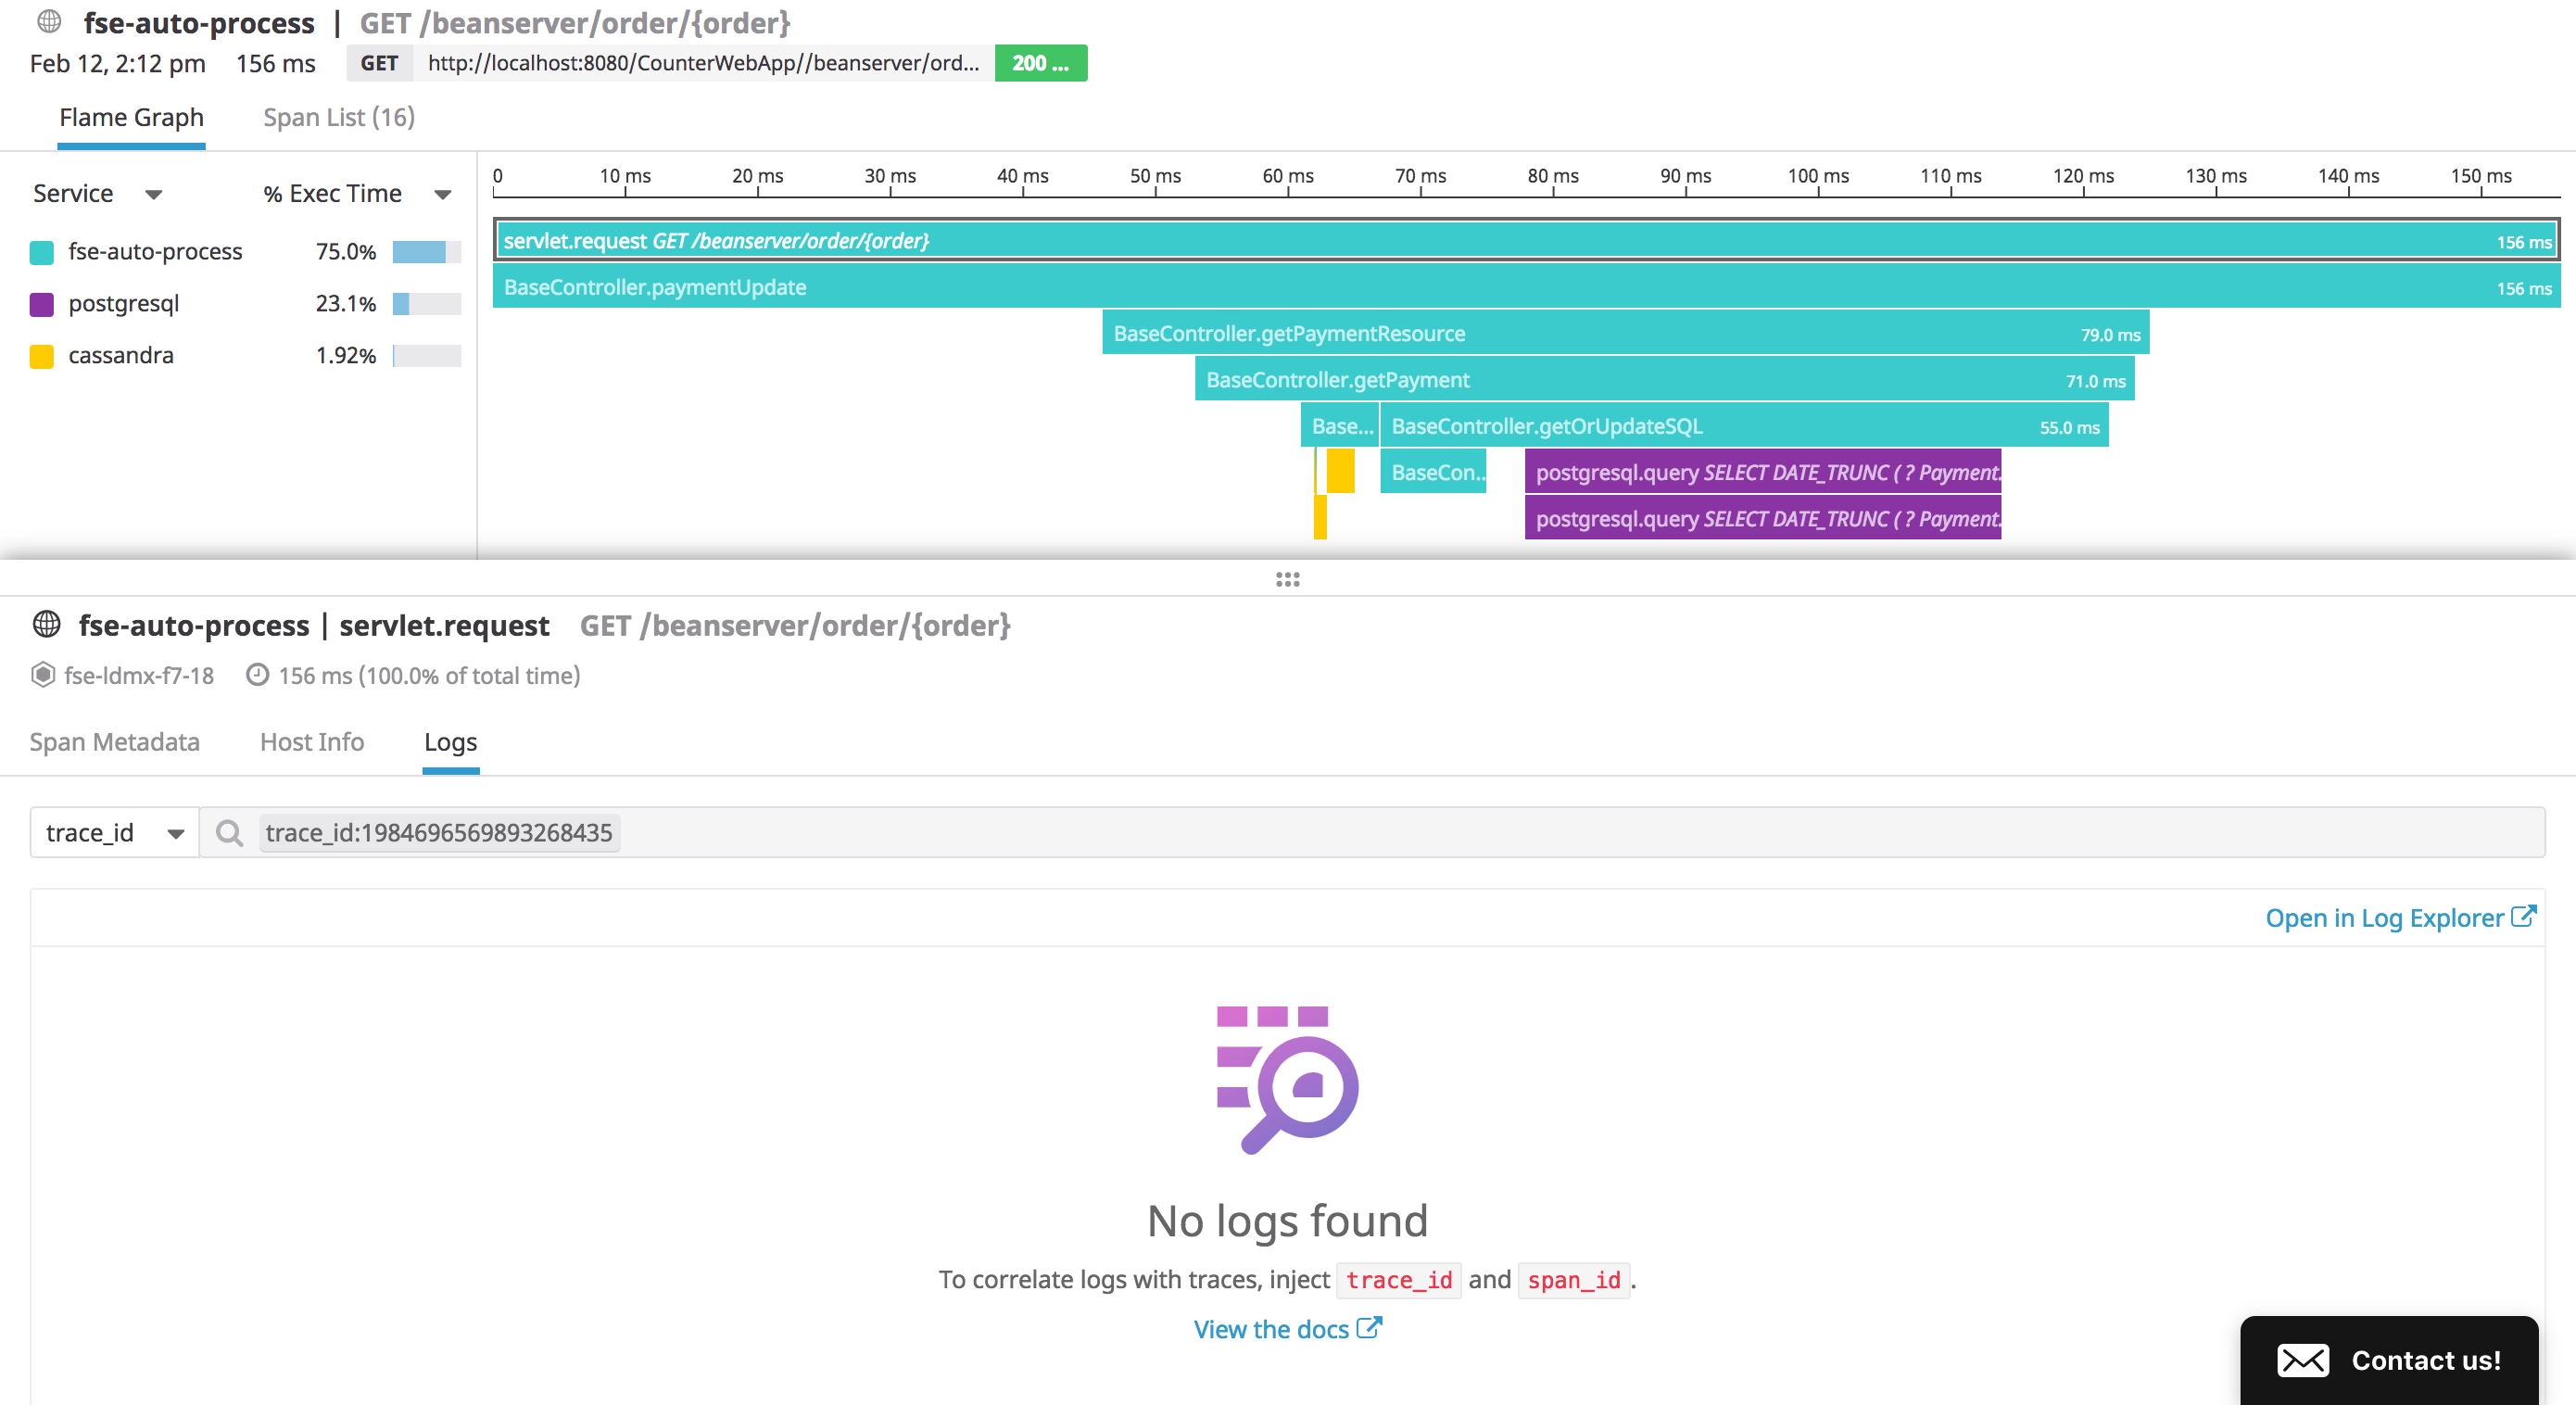 fse-auto-process | GET /beanserver/order/{order}
Feb 12, 2:12 pm 156 ms GET http://localhost:8080/CounterWebApp//beanserver/ord... 200 ...
Flame Graph Span List (16)
Service % Exec Time
0 10 ms 20 ms 30 ms 40 ms 50 ms 60 ms 70 ms 80 ms 90 ms 100 ms 110 ms 120 ms 130 ms 140 ms 150 ms
fse-auto-process 75.0%
postgresql 23.1%
cassandra 1.92%
servlet.request GET /beanserver/order/{order} 156 ms
BaseController.paymentUpdate 156 ms
BaseController.getPaymentResource 79.0 ms
BaseController.getPayment 71.0 ms
Base... BaseController.getOrUpdateSQL 55.0 ms
BaseCon.. postgresql.query SELECT DATE_TRUNC ( ? Payment.
postgresql.query SELECT DATE_TRUNC ( ? Payment.
fse-auto-process | servlet.request GET /beanserver/order/{order}
fse-ldmx-f7-18 156 ms (100.0% of total time)
Span Metadata Host Info Logs
trace_id trace_id:1984696569893268435
Open in Log Explorer
No logs found
To correlate logs with traces, inject trace_id and span_id.
View the docs
Contact us!